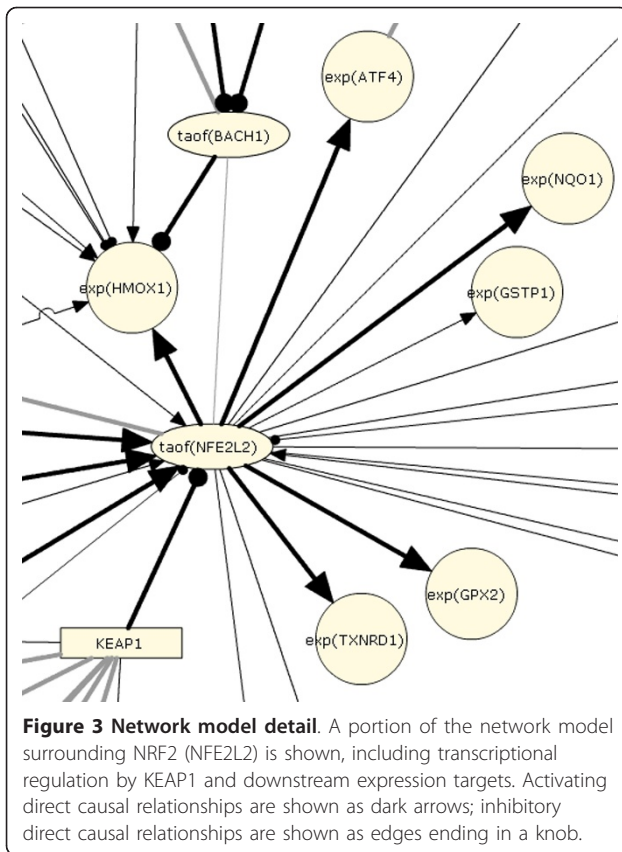 exp(ATF4)
taof(BACH1)
exp(NQO1)
exp(HMOX1)
exp(GSTP1)
taof(NFE2L2)
exp(GPX2)
KEAP1
exp(TXNRD1)
Figure 3 Network model detail. A portion of the network model
surrounding NRF2 (NFE2L2) is shown, including transcriptional
regulation by KEAP1 and downstream expression targets. Activating
direct causal relationships are shown as dark arrows; inhibitory
direct causal relationships are shown as edges ending in a knob.